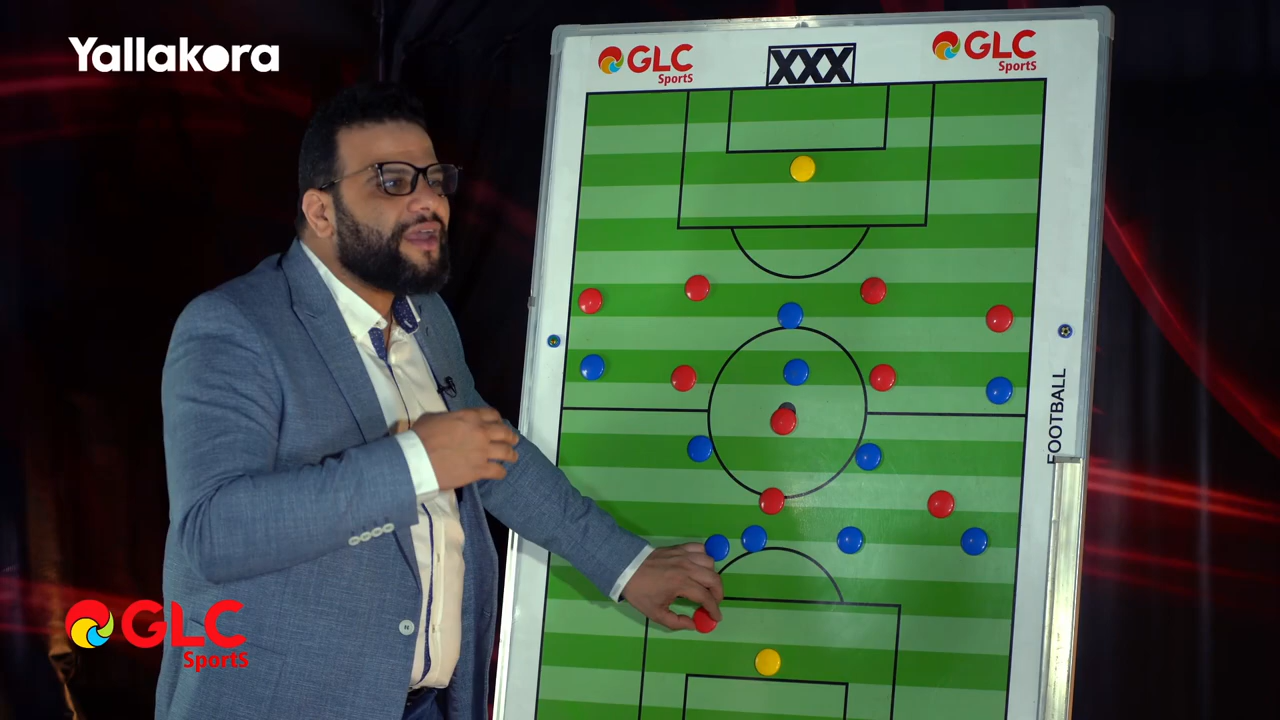 Yallakora
GLC
Sports
XXX
GLC
Sports
FOOTBALL
GLC
Sports